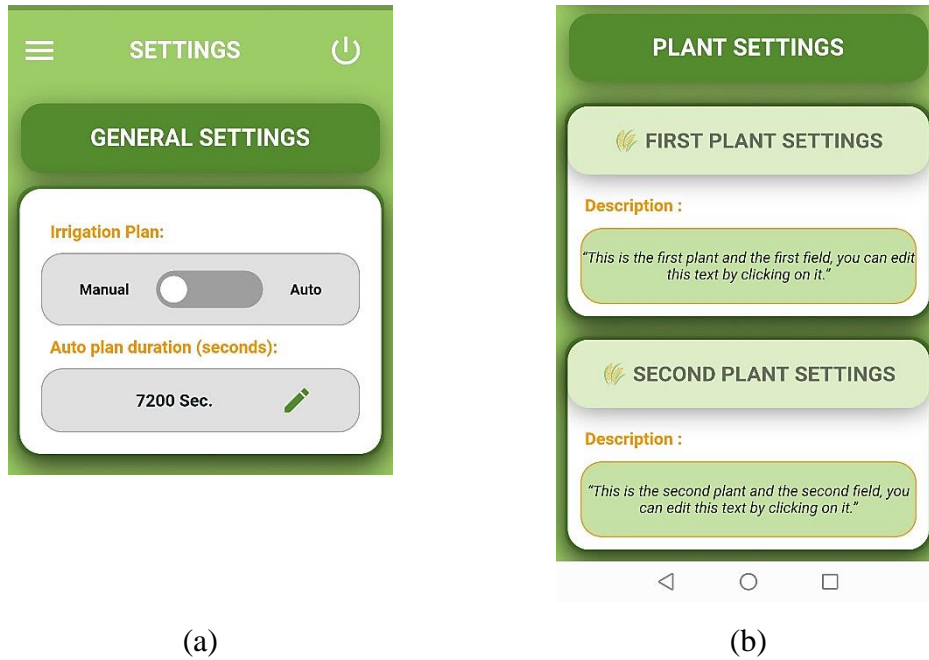 SETTINGS
GENERAL SETTINGS
Irrigation Plan:
Manual
Auto
Auto plan duration (seconds):
7200 Sec.
(a)
PLANT SETTINGS
FIRST PLANT SETTINGS
Description :
“This is the first plant and the first field, you can edit
this text by clicking on it.”
SECOND PLANT SETTINGS
Description :
“This is the second plant and the second field, you
can edit this text by clicking on it.”
(b)